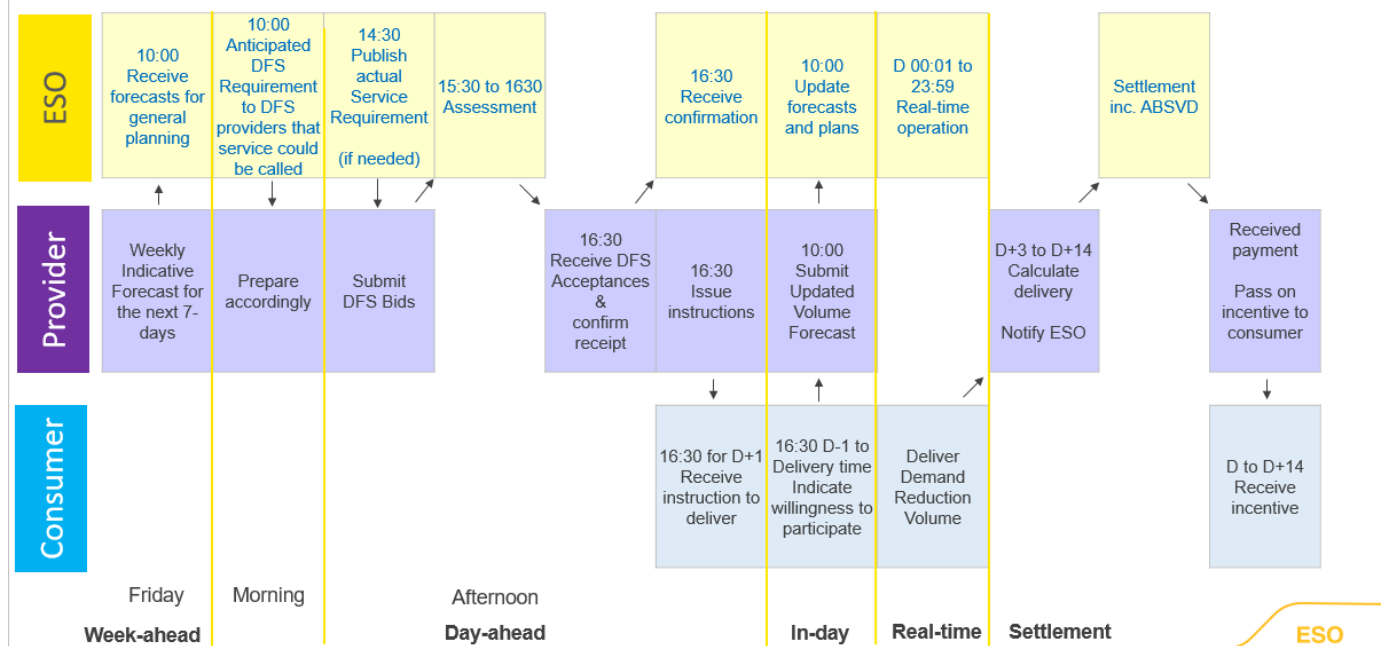 ESO
10:00
Receive
forecasts for
general
planning
10:00
Anticipated
DFS
Requirement
to DFS
providers that
service could
be called
14:30
Publish
actual
Service
Requirement
(if needed)
15:30 to 1630
Assessment
16:30
Receive
confirmation
10:00
Update
forecasts
and plans
D 00:01 to
23:59
Real-time
operation
Settlement
inc. ABSVD
Provider
Weekly
Indicative
Forecast for
the next 7-
days
Prepare
accordingly
Submit
DFS Bids
16:30
Receive DFS
Acceptances
&
confirm
receipt
16:30
Issue
instructions
10:00
Submit
Updated
Volume
Forecast
D+3 to D+14
Calculate
delivery
Notify ESO
Received
payment
Pass on
incentive to
consumer
Consumer
16:30 for D+1
Receive
instruction to
deliver
16:30 D-1 to
Delivery time
Indicate
willingness to
participate
Deliver
Demand
Reduction
Volume
D to D+14
Receive
incentive
Friday
Morning
Afternoon
Week-ahead
Day-ahead
In-day
Real-time
Settlement
ESO